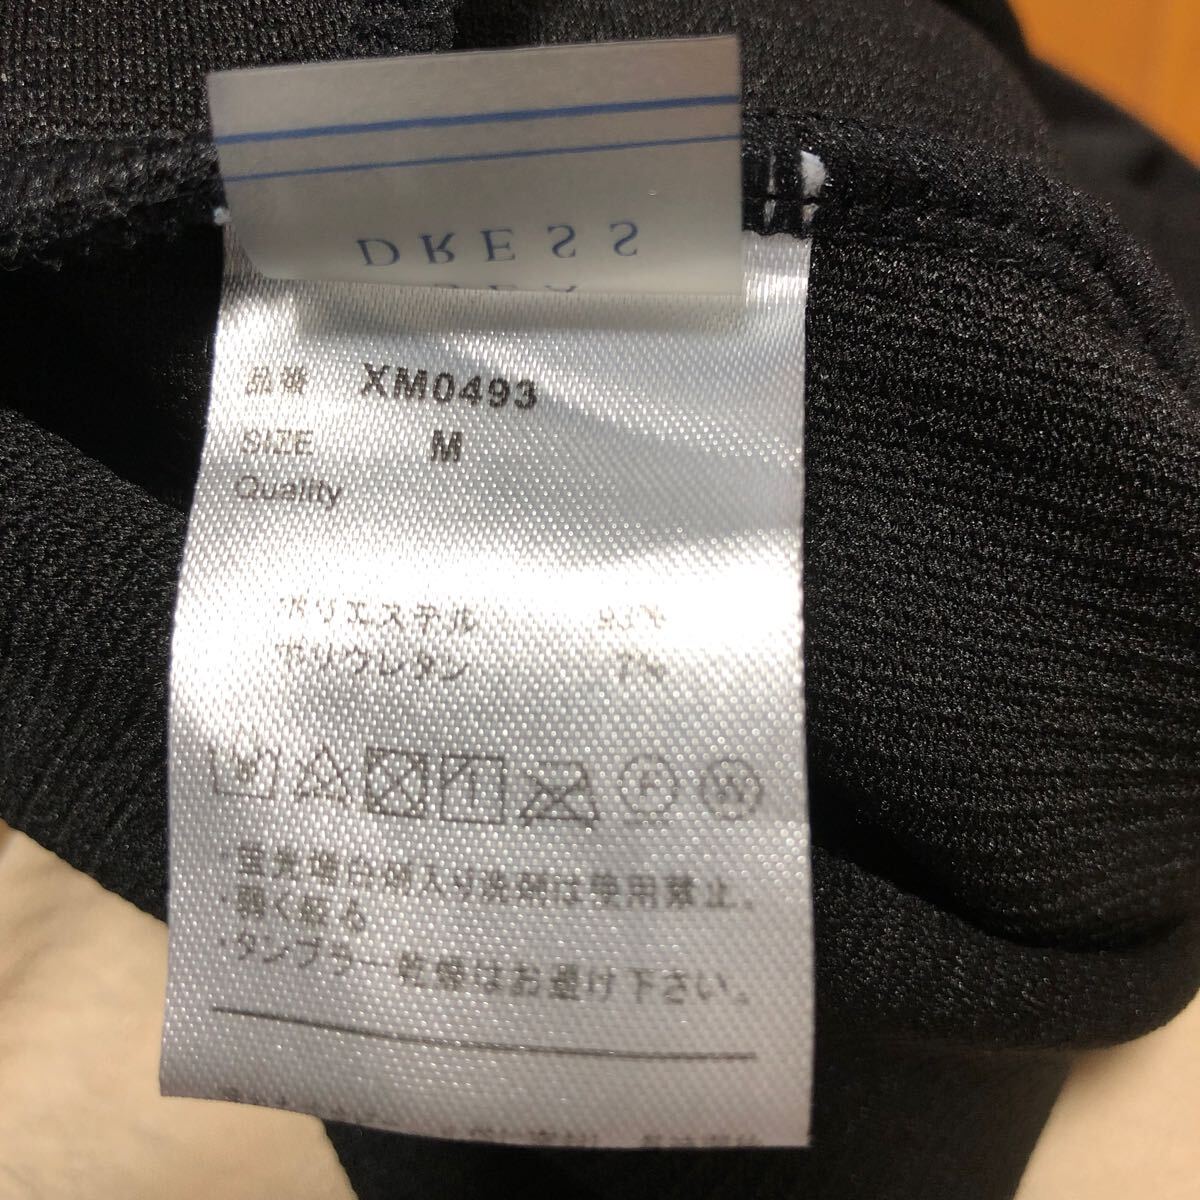 DRESS
品番 XM0493
SIZE M
Quality
ポリエステル 93%
ポリウレタン 7%
・蛍光増白剤入り洗剤は使用禁止。
弱く絞る
・タンブラー乾燥はお避け下さい。